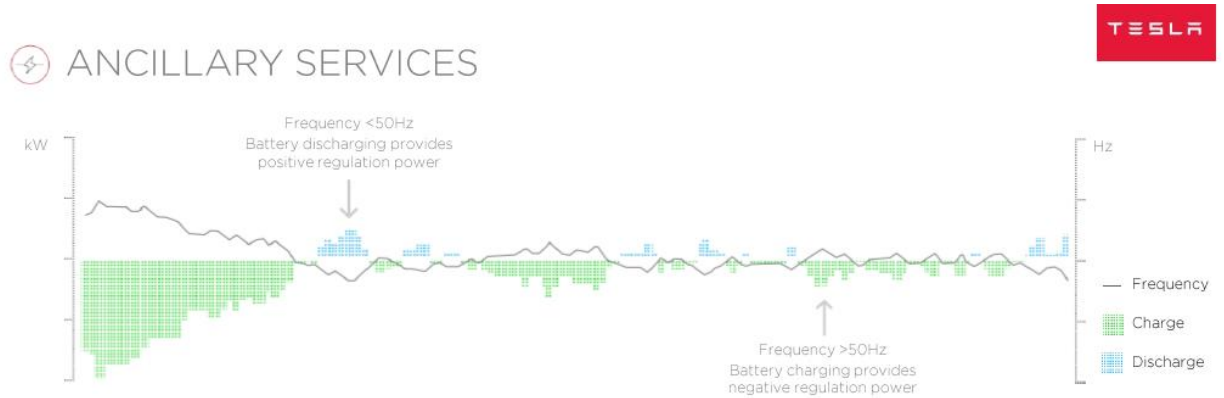 TESLA
ANCILLARY SERVICES
Frequency <50Hz
Battery discharging provides
positive regulation power
kW
Hz
Frequency
Charge
Discharge
Frequency >50Hz
Battery charging provides
negative regulation power